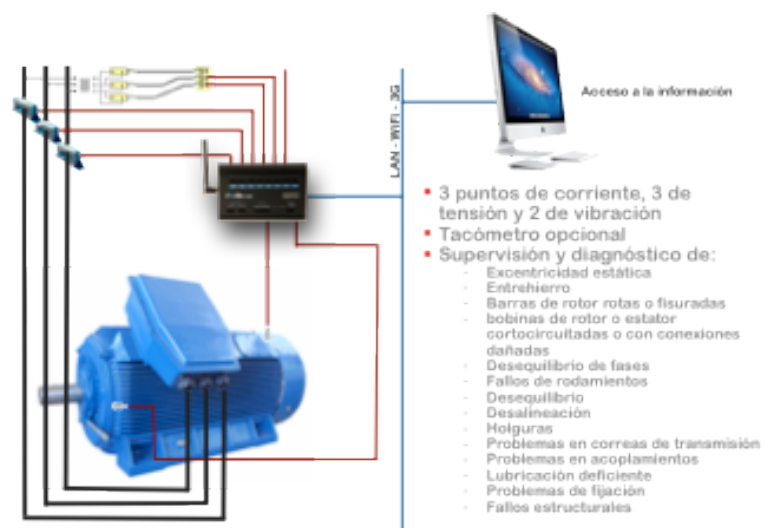 LAN - WiFi - 3G
Acceso a la información
3 puntos de corriente, 3 de
tensión y 2 de vibración
Tacómetro opcional
Supervisión y diagnóstico de:
- Excentricidad estática
- Entrehierro
- Barras de rotor rotas o fisuradas
- bobinas de rotor o estator
cortocircuitadas o con conexiones
dañadas
- Desequilibrio de fases
- Fallos de rodamientos
- Desequilibrio
- Desalineación
- Holguras
- Problemas en correas de transmisión
- Problemas en acoplamientos
- Lubricación deficiente
- Problemas de fijación
- Fallos estructurales